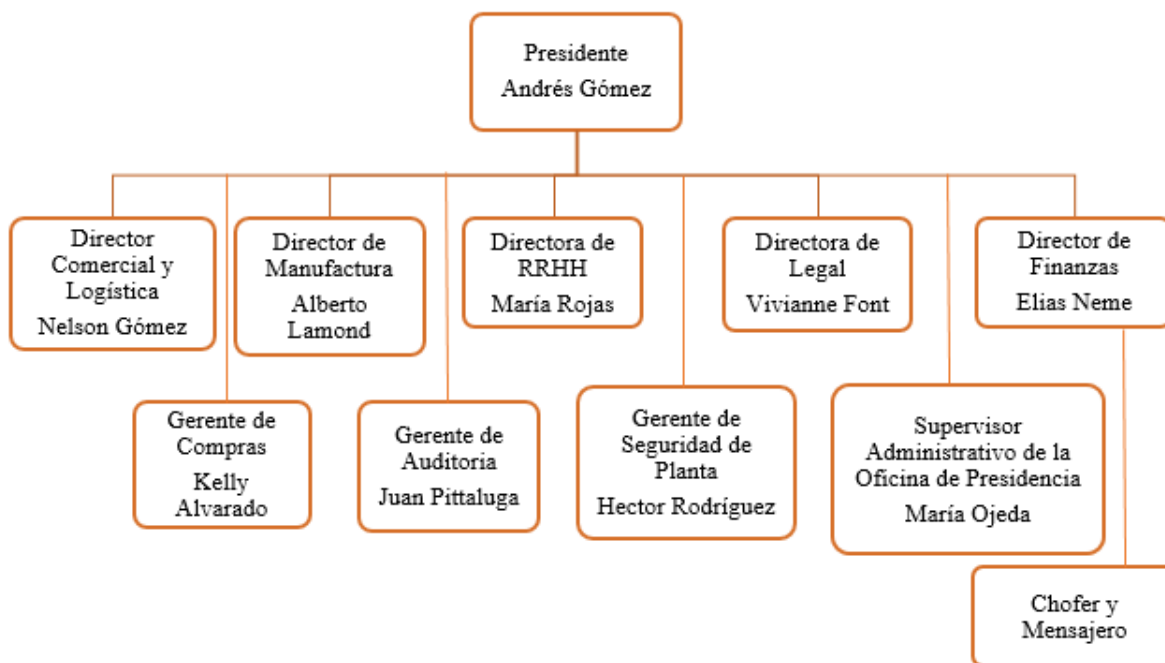 Presidente
Andrés Gómez
Director
Comercial y
Logística
Nelson Gómez
Director de
Manufactura
Alberto
Lamond
Directora de
RRHH
María Rojas
Directora de
Legal
Vivianne Font
Director de
Finanzas
Elias Neme
Gerente de
Compras
Kelly
Alvarado
Gerente de
Auditoria
Juan Pittaluga
Gerente de
Seguridad de
Planta
Hector Rodríguez
Supervisor
Administrativo de la
Oficina de Presidencia
María Ojeda
Chofer y
Mensajero